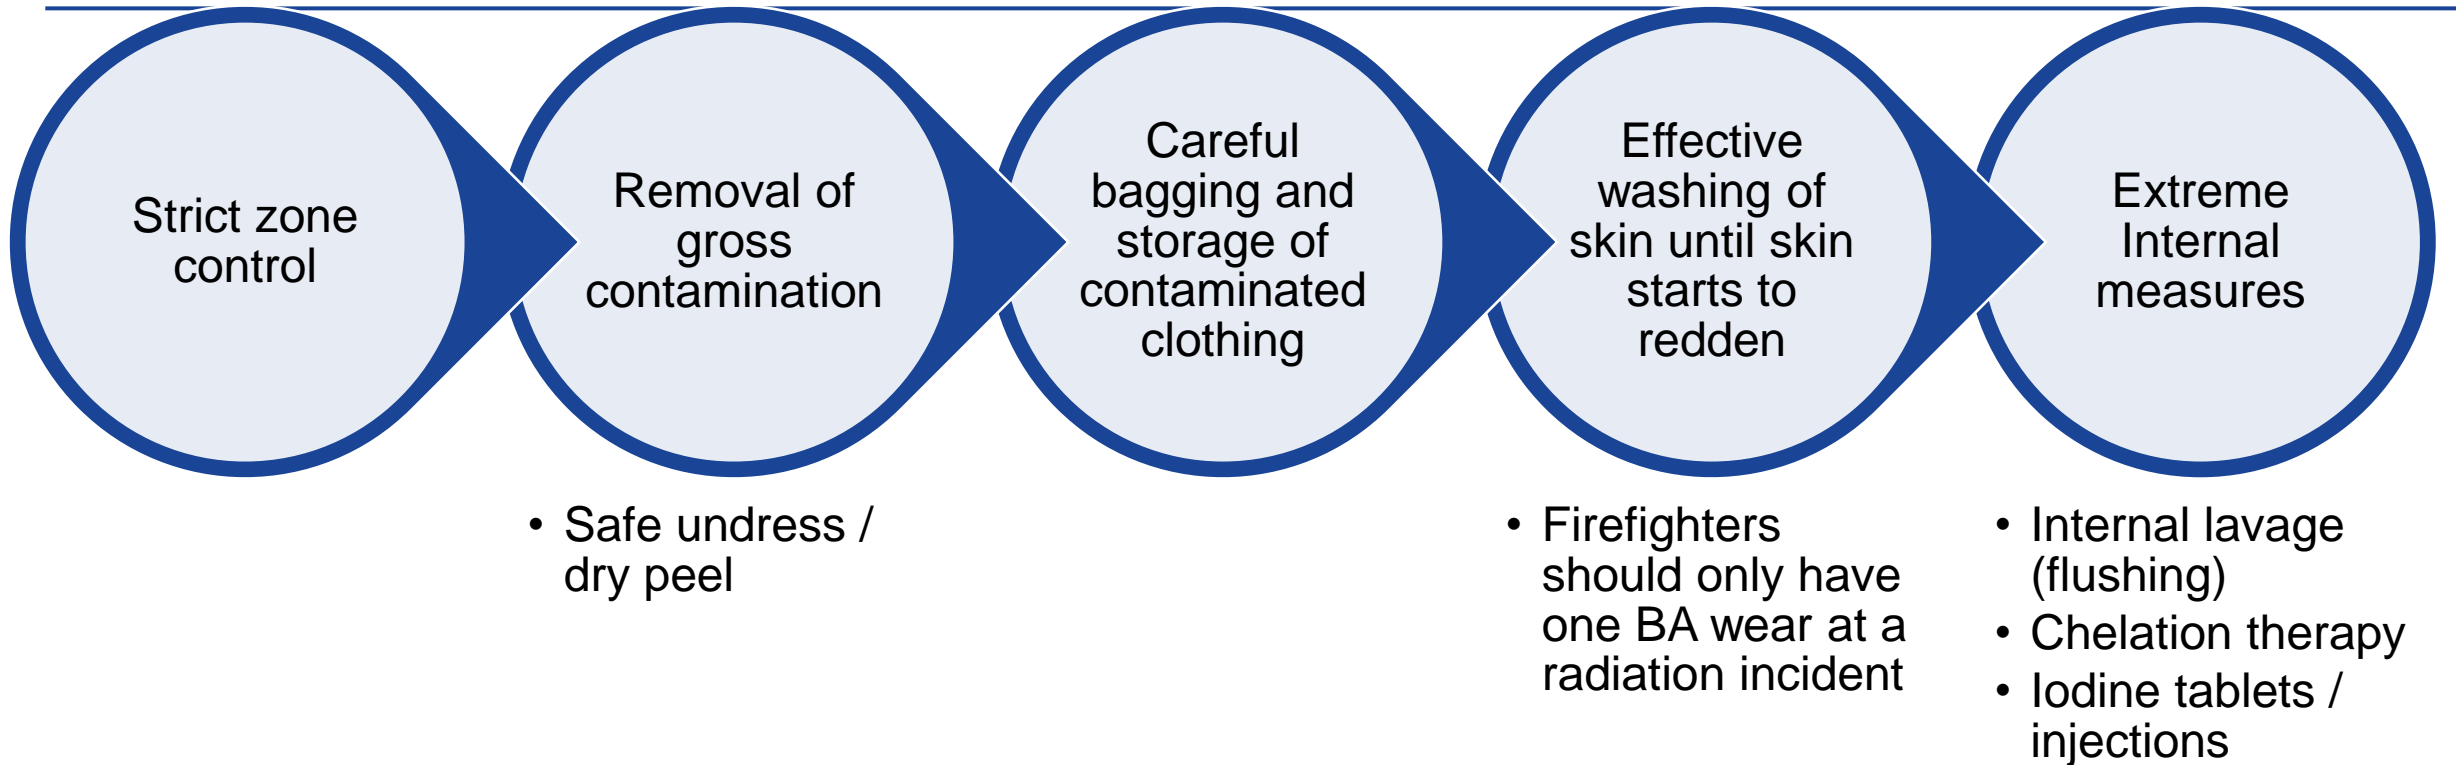 Strict zone
control
Removal of
gross
contamination
Careful
bagging and
storage of
contaminated
clothing
Effective
washing of
skin until skin
starts to
redden
Extreme
Internal
measures
• Safe undress /
dry peel
• Firefighters
should only have
one BA wear at a
radiation incident
• Internal lavage
(flushing)
• Chelation therapy
• Iodine tablets /
injections